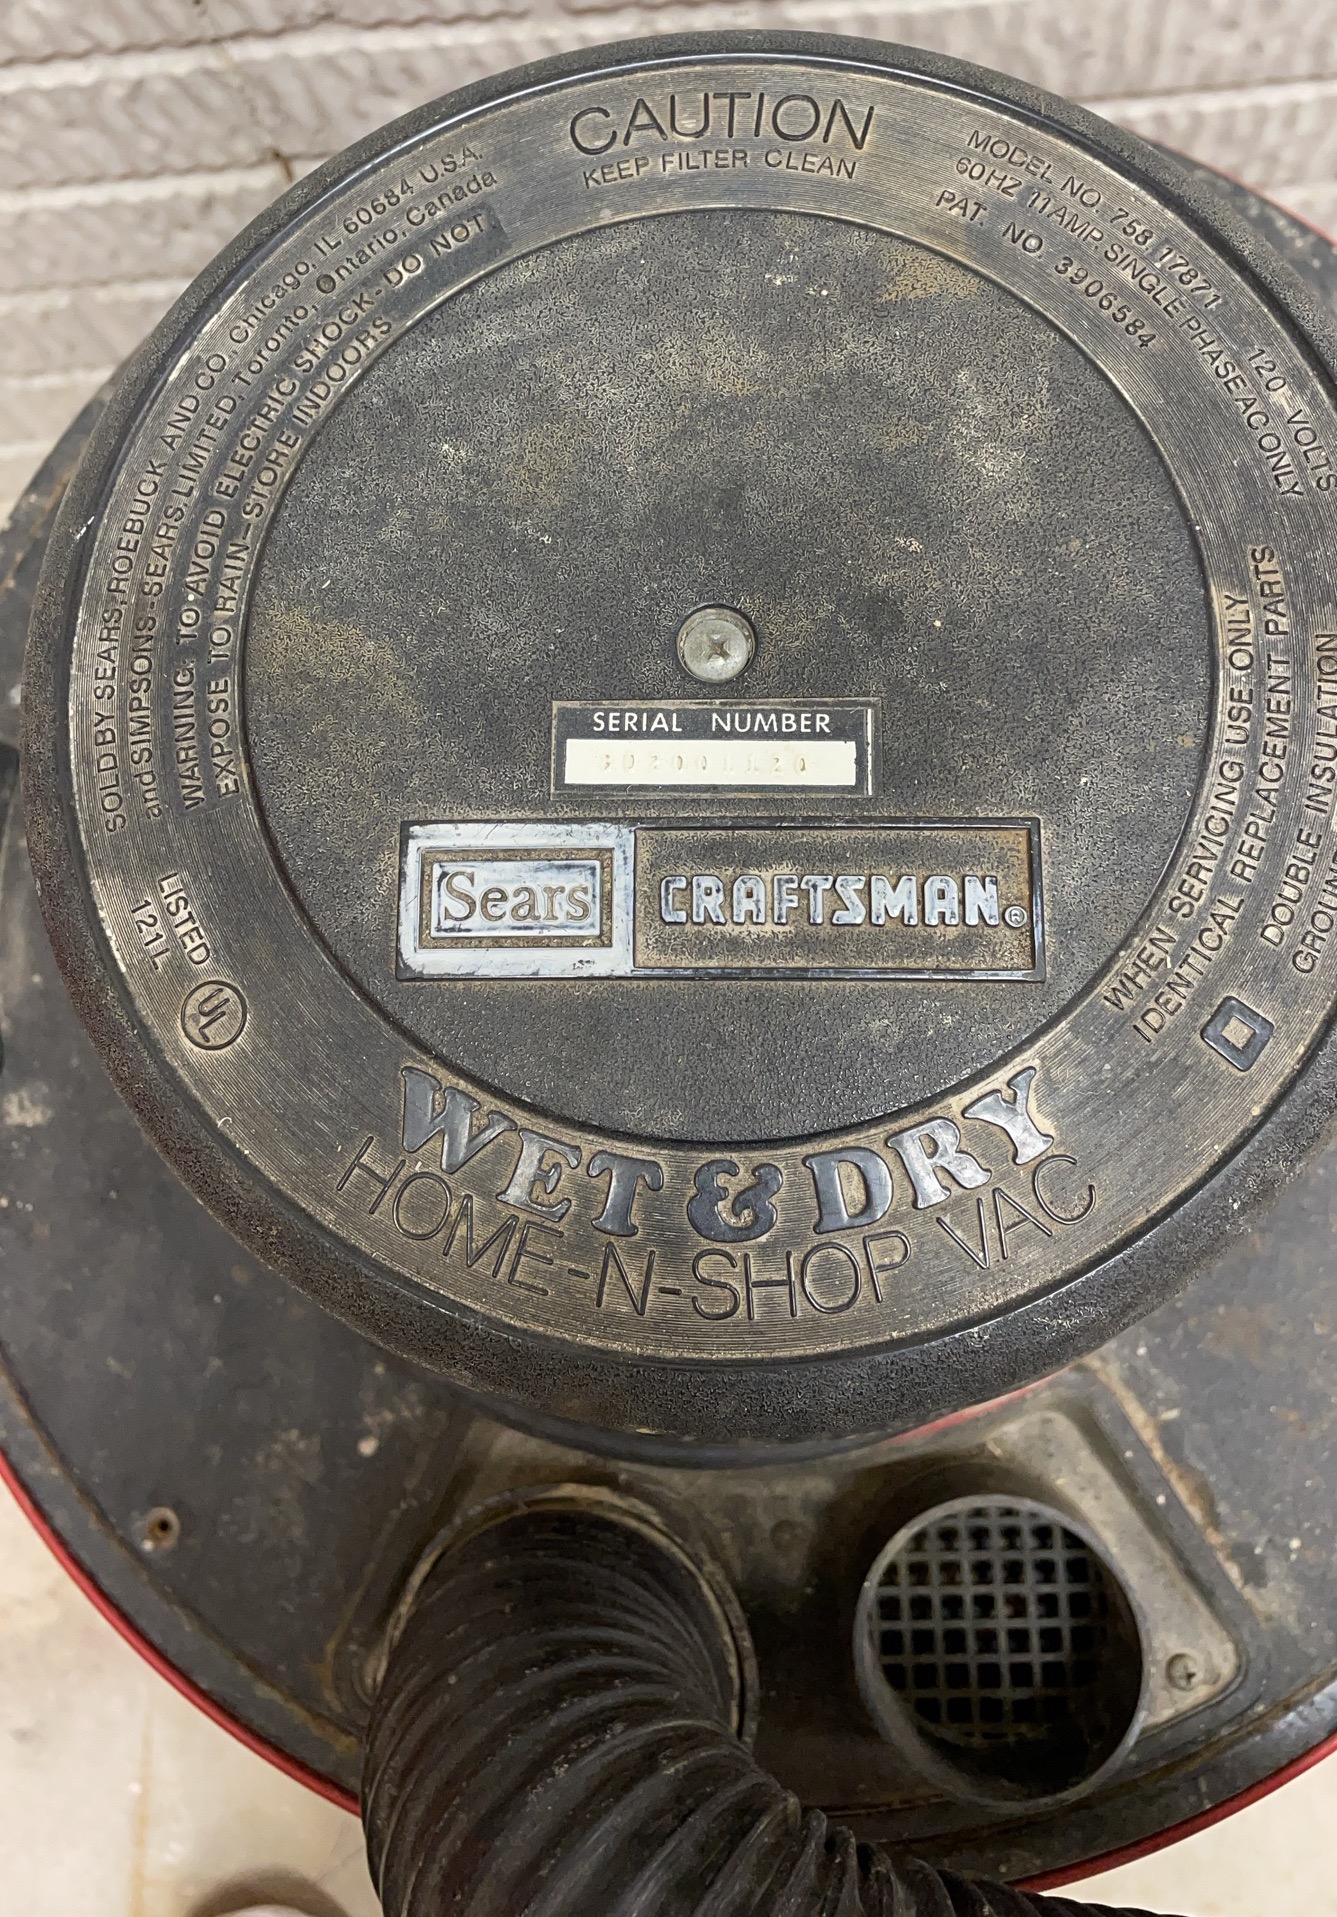 CAUTION
KEEP FILTER CLEAN
MODEL NO. 758.17871 120 VOLTS
60HZ 11AMP. SINGLE PHASE AC ONLY
PAT. NO. 3906584
SOLD BY SEARS, ROEBUCK AND CO., Chicago, IL 60684 U.S.A.
and SIMPSONS-SEARS, LIMITED, Toronto, Ontario, Canada
WARNING: TO AVOID ELECTRIC SHOCK-DO NOT
EXPOSE TO RAIN-STORE INDOORS
WHEN SERVICING USE ONLY
IDENTICAL REPLACEMENT PARTS
DOUBLE INSULATION
LISTED
121L
UL
SERIAL NUMBER
Sears CRAFTSMAN®
WET & DRY
HOME-N-SHOP VAC